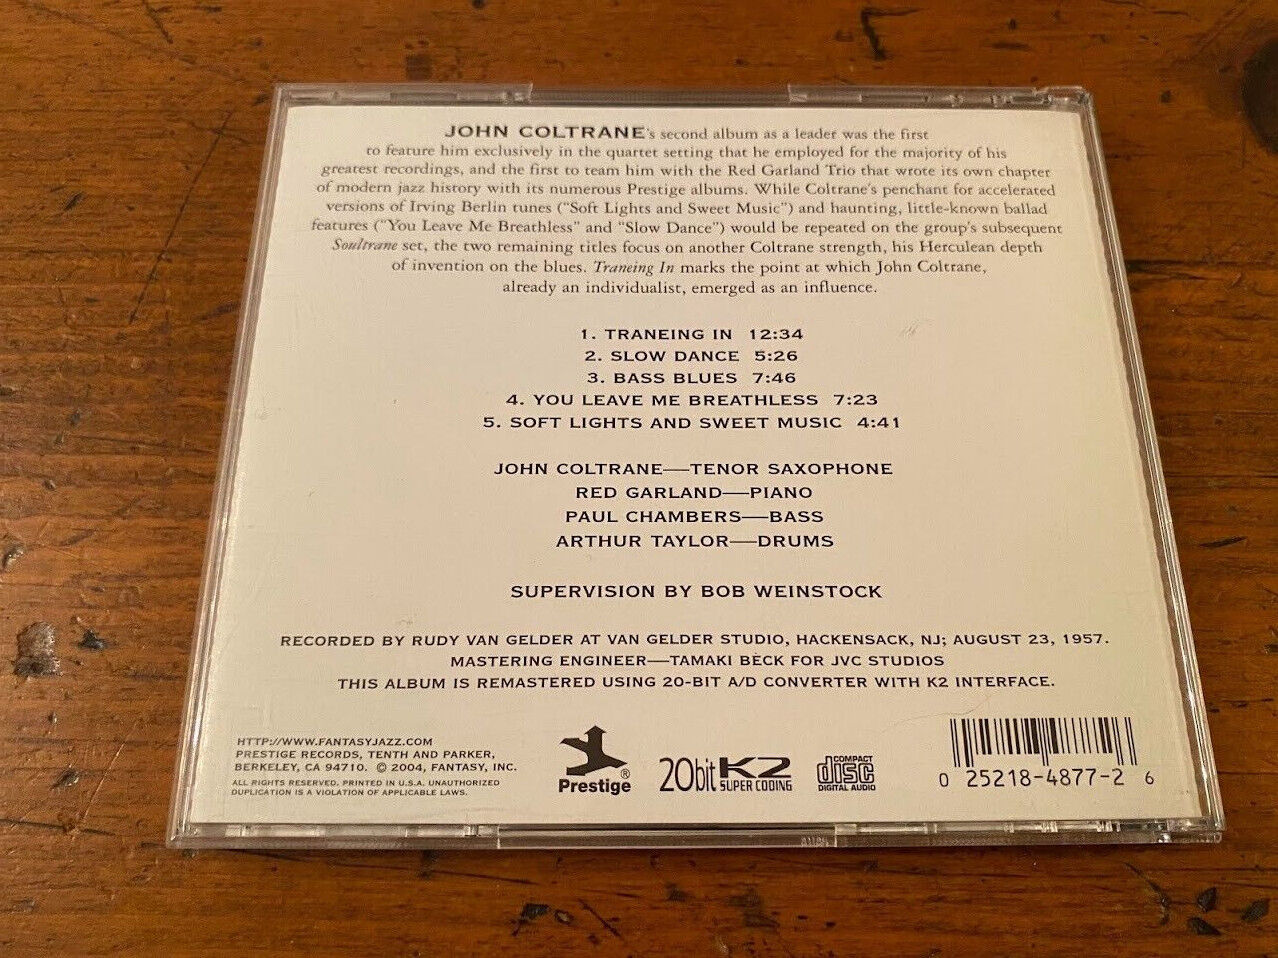 JOHN COLTRANE's second album as a leader was the first
to feature him exclusively in the quartet setting that he employed for the majority of his
greatest recordings, and the first to team him with the Red Garland Trio that wrote its own chapter
of modern jazz history with its numerous Prestige albums. While Coltrane's penchant for accelerated
versions of Irving Berlin tunes (“Soft Lights and Sweet Music”) and haunting, little-known ballad
features (“You Leave Me Breathless” and “Slow Dance”) would be repeated on the group's subsequent
Soultrane set, the two remaining titles focus on another Coltrane strength, his Herculean depth
of invention on the blues. Traneing In marks the point at which John Coltrane,
already an individualist, emerged as an influence.
1. TRANEING IN 12:34
2. SLOW DANCE 5:26
3. BASS BLUES 7:46
4. YOU LEAVE ME BREATHLESS 7:23
5. SOFT LIGHTS AND SWEET MUSIC 4:41
JOHN COLTRANE—TENOR SAXOPHONE
RED GARLAND—PIANO
PAUL CHAMBERS—BASS
ARTHUR TAYLOR—DRUMS
SUPERVISION BY BOB WEINSTOCK
RECORDED BY RUDY VAN GELDER AT VAN GELDER STUDIO, HACKENSACK, NJ; AUGUST 23, 1957.
MASTERING ENGINEER—TAMAKI BECK FOR JVC STUDIOS
THIS ALBUM IS REMASTERED USING 20-BIT A/D CONVERTER WITH K2 INTERFACE.
HTTP://WWW.FANTASYJAZZ.COM
PRESTIGE RECORDS, TENTH AND PARKER,
BERKELEY, CA 94710. © 2004, FANTASY, INC.
ALL RIGHTS RESERVED. PRINTED IN U.S.A. UNAUTHORIZED
DUPLICATION IS A VIOLATION OF APPLICABLE LAWS.
Prestige®
20bit K2
SUPER CODING
COMPACT
disc
DIGITAL AUDIO
0 25218-4877-2 6